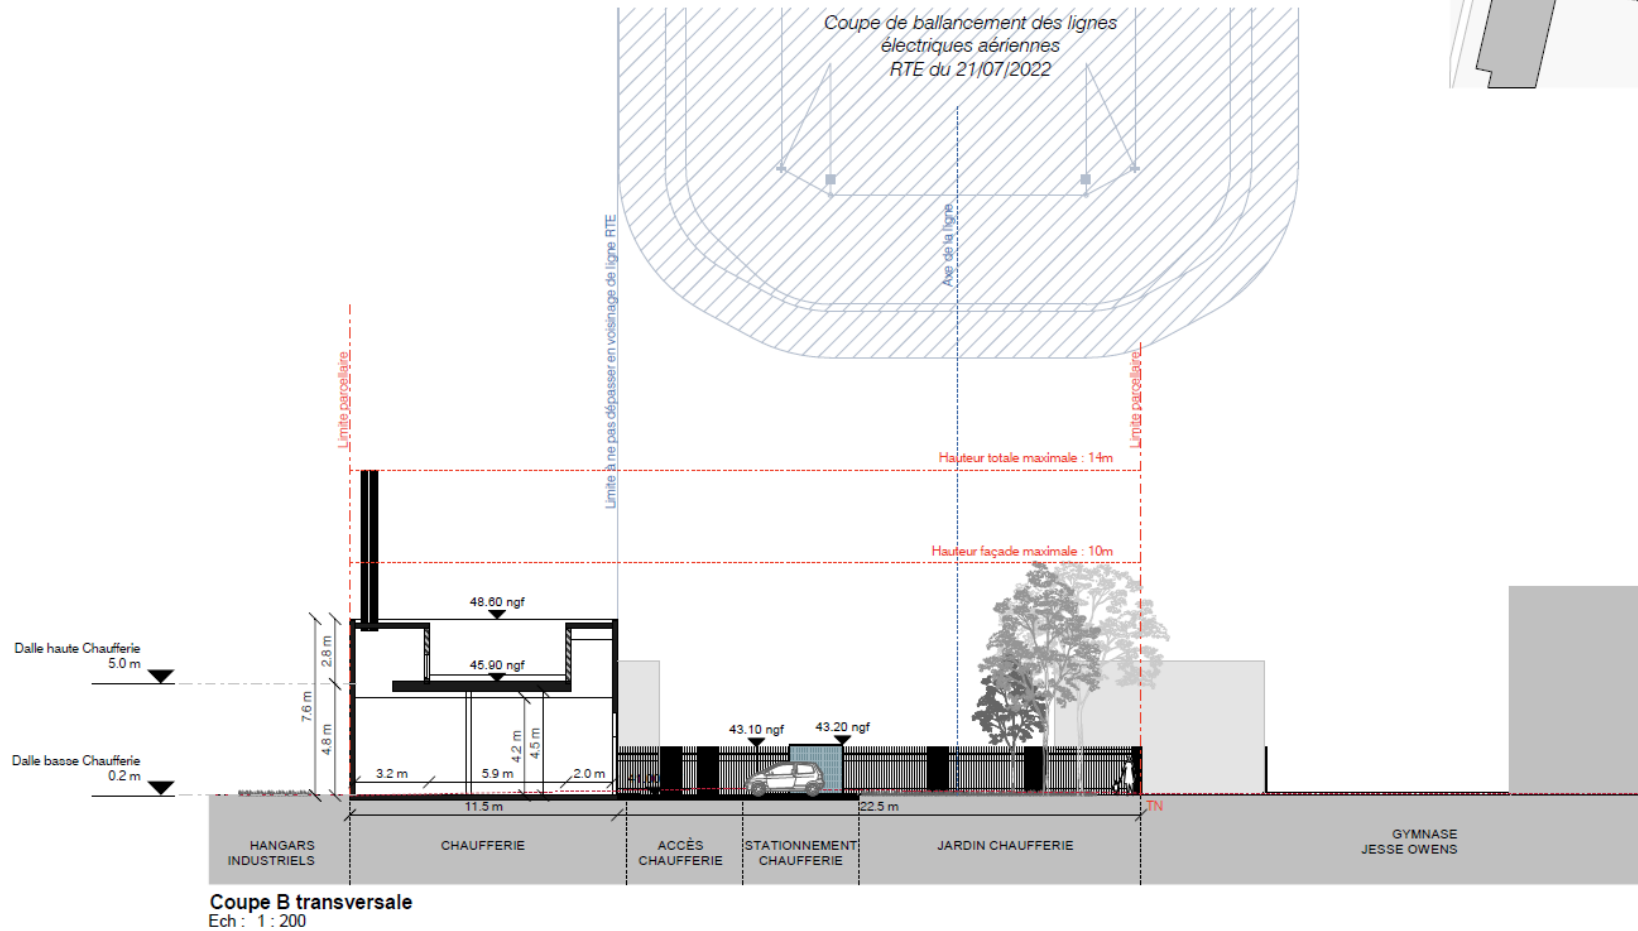 Coupe de ballancement des lignes
électriques aériennes
RTE du 21/07/2022
Axe de la ligne
Limite à ne pas dépasser en voisinage de ligne RTE
Limite parcellaire
Limite parcellaire
Hauteur totale maximale : 14m
Hauteur façade maximale : 10m
48.60 ngf
Dalle haute Chaufferie
5.0 m
2.8 m
45.90 ngf
7.6 m
4.8 m
4.2 m
4.5 m
43.10 ngf
43.20 ngf
Dalle basse Chaufferie
0.2 m
3.2 m
5.9 m
2.0 m
41.00
11.5 m
22.5 m
TN
HANGARS
INDUSTRIELS
CHAUFFERIE
ACCÈS
CHAUFFERIE
STATIONNEMENT
CHAUFFERIE
JARDIN CHAUFFERIE
GYMNASE
JESSE OWENS
Coupe B transversale
Ech : 1 : 200